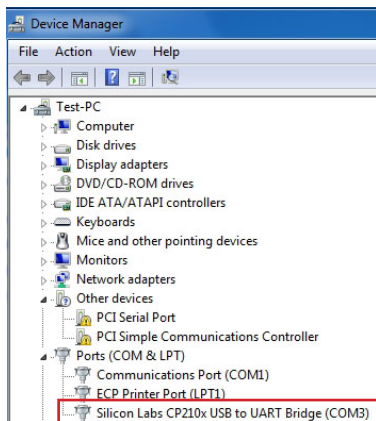 Device Manager
File Action View Help
Test-PC
Computer
Disk drives
Display adapters
DVD/CD-ROM drives
IDE ATA/ATAPI controllers
Keyboards
Mice and other pointing devices
Monitors
Network adapters
Other devices
PCI Serial Port
PCI Simple Communications Controller
Ports (COM & LPT)
Communications Port (COM1)
ECP Printer Port (LPT1)
Silicon Labs CP210x USB to UART Bridge (COM3)